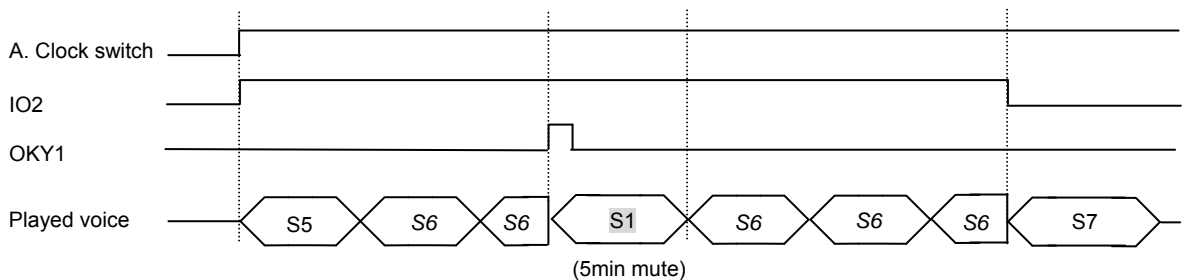 A. Clock switch
IO2
OKY1
Played voice S5 S6 S6 S1 S6 S6 S6 S7
(5min mute)